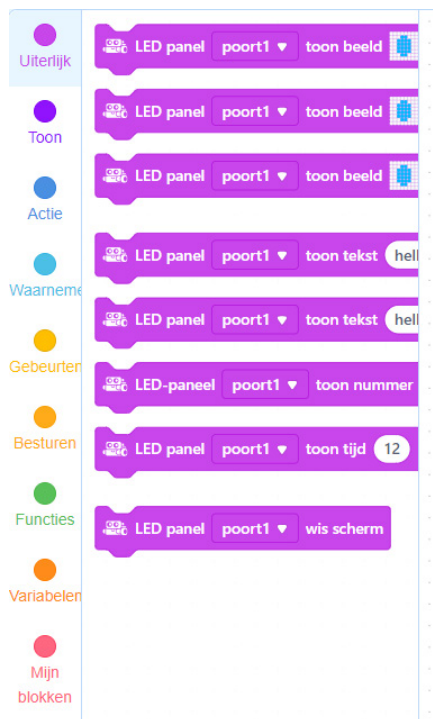 Uiterlijk
Toon
Actie
Waarneme
Gebeurten
Besturen
Functies
Variabelen
Mijn
blokken
LED panel poort1 toon beeld
LED panel poort1 toon beeld
LED panel poort1 toon beeld
LED panel poort1 toon tekst hell
LED panel poort1 toon tekst hell
LED-paneel poort1 toon nummer
LED panel poort1 toon tijd 12
LED panel poort1 wis scherm